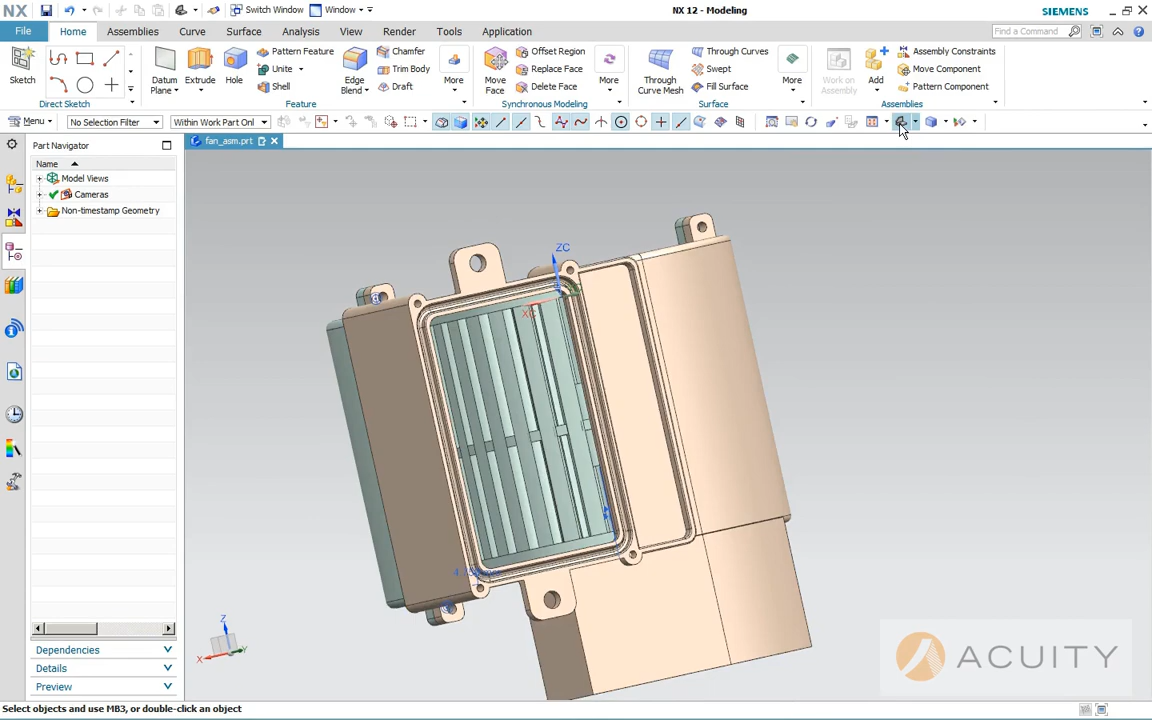 NX
Switch Window
Window
NX 12 - Modeling
SIEMENS
File
Home
Assemblies
Curve
Surface
Analysis
View
Render
Tools
Application
Find a Command
Sketch
Direct Sketch
Datum Plane
Extrude
Hole
Pattern Feature
Unite
Shell
Feature
Edge Blend
Chamfer
Trim Body
Draft
More
Move Face
Offset Region
Replace Face
Delete Face
Synchronous Modeling
More
Through Curve Mesh
Through Curves
Swept
Fill Surface
Surface
More
Work on Assembly
Add
Assembly Constraints
Move Component
Pattern Component
Assemblies
Menu
No Selection Filter
Within Work Part Only
Part Navigator
fan_asm.prt
Name
Model Views
Cameras
Non-timestamp Geometry
ZC
XC
Z
X
Y
Dependencies
Details
Preview
ACUITY
Select objects and use MB3, or double-click an object